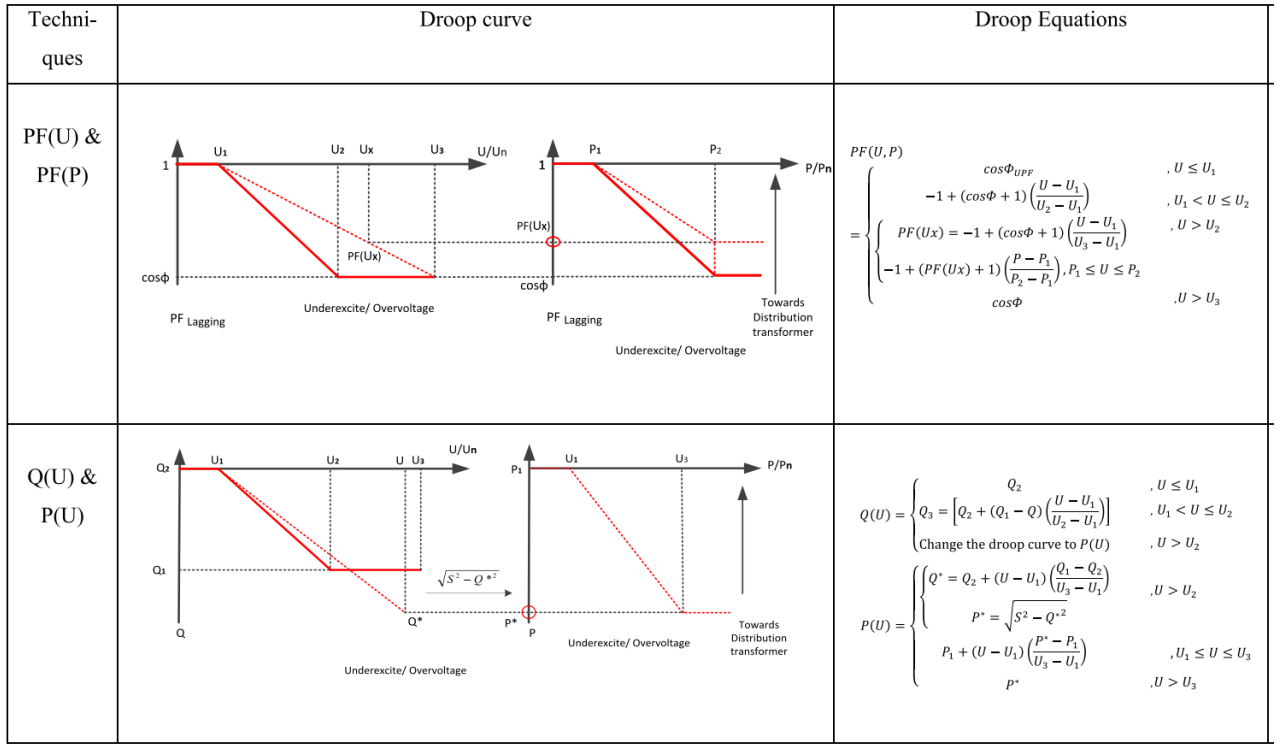 Techni-
ques
Droop curve
Droop Equations
PF(U) &
PF(P)
U1 U2 Ux U3 U/Un
1
PF(Ux)
cosϕ
Underexcite/ Overvoltage
PF Lagging
P1 P2
1
P/Pn
PF(Ux)
cosϕ
Towards
Distribution
transformer
PF Lagging
Underexcite/ Overvoltage
PF(U,P)
cosΦ_UPF , U ≤ U₁
−1 + (cosΦ + 1) ((U − U₁)/(U₂ − U₁)) , U₁ < U ≤ U₂
= { { PF(Ux) = −1 + (cosΦ + 1) ((U − U₁)/(U₃ − U₁)) , U > U₂
−1 + (PF(Ux) + 1) ((P − P₁)/(P₂ − P₁)), P₁ ≤ U ≤ P₂
cosΦ ,U > U₃
Q(U) &
P(U)
U/Un
Q2 U1 U2 U U3
Q1
√(S² − Q*²)
Q Q*
Underexcite/ Overvoltage
P1 U1 U3 P/Pn
P*
P
Underexcite/ Overvoltage
Towards
Distribution
transformer
Q₂ , U ≤ U₁
Q(U) = { Q₃ = [Q₂ + (Q₁ − Q) ((U − U₁)/(U₂ − U₁))] , U₁ < U ≤ U₂
Change the droop curve to P(U) , U > U₂
Q* = Q₂ + (U − U₁) ((Q₁ − Q₂)/(U₃ − U₁)) ,U > U₂
P* = √(S² − Q*²)
P(U) = { P₁ + (U − U₁) ((P* − P₁)/(U₃ − U₁)) ,U₁ ≤ U ≤ U₃
P* ,U > U₃